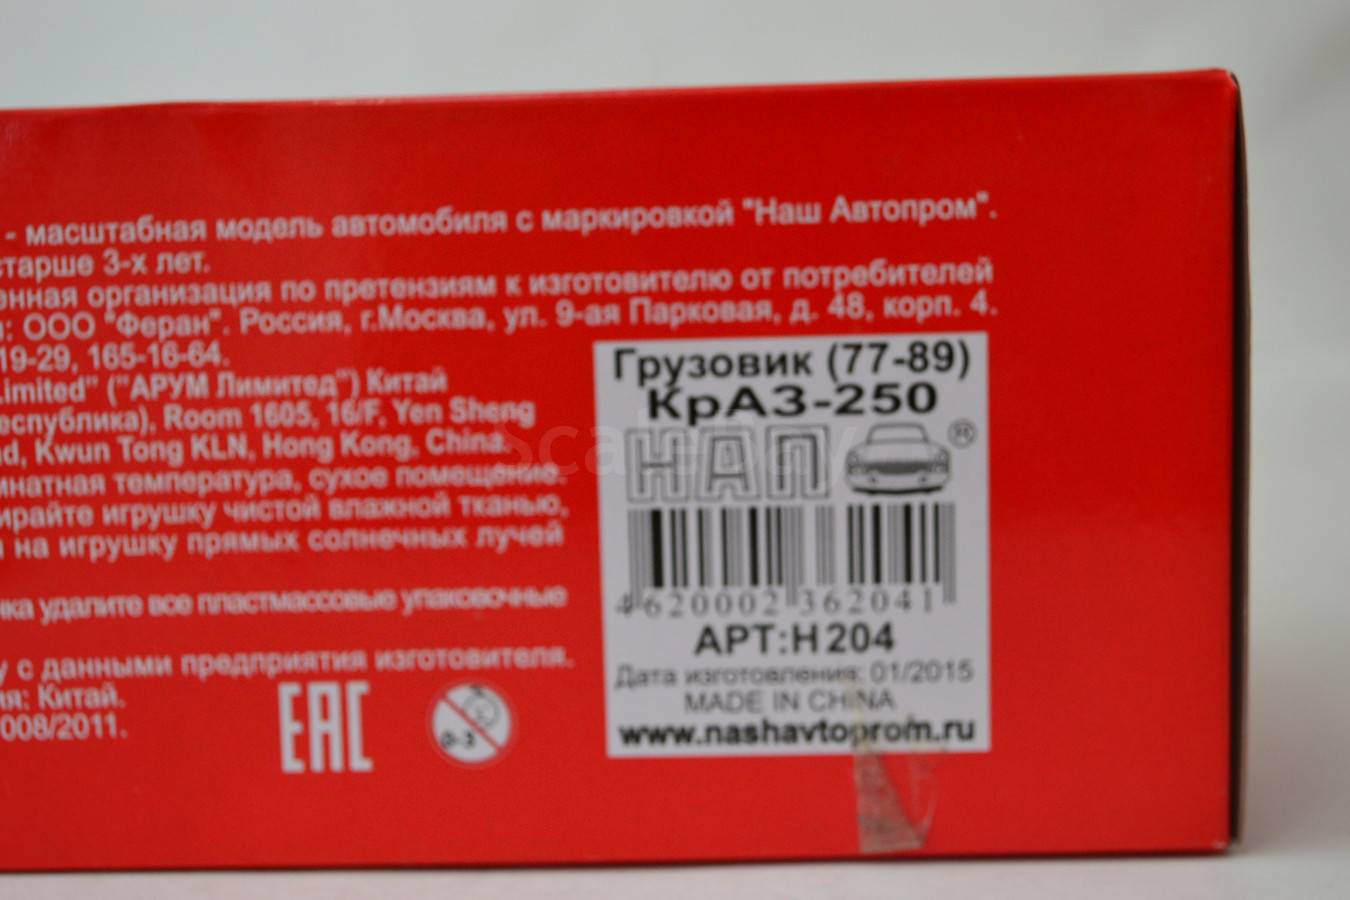 - масштабная модель автомобиля с маркировкой "Наш Автопром".
старше 3-х лет.
енная организация по претензиям к изготовителю от потребителей
: ООО "Феран". Россия, г.Москва, ул. 9-ая Парковая, д. 48, корп. 4.
19-29, 165-16-64.
Limited" ("АРУМ Лимитед") Китай
еспублика), Room 1605, 16/F, Yen Sheng
d, Kwun Tong KLN, Hong Kong, China.
мнатная температура, сухое помещение.
ирайте игрушку чистой влажной тканью,
на игрушку прямых солнечных лучей
ка удалите все пластмассовые упаковочные
у с данными предприятия изготовителя.
ия: Китай.
008/2011.
EAC
0-3
Грузовик (77-89)
КрАЗ-250
НАП ®
4 620002 362041
АРТ:Н204
Дата изготовления: 01/2015
MADE IN CHINA
www.nashavtoprom.ru